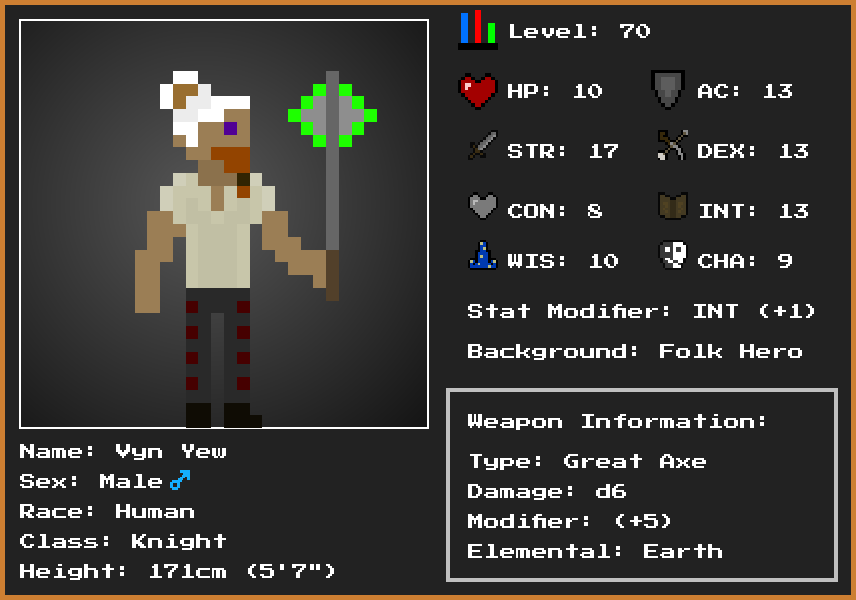 Level: 70
HP: 10
AC: 13
STR: 17
DEX: 13
CON: 8
INT: 13
WIS: 10
CHA: 9
Stat Modifier: INT (+1)
Background: Folk Hero
Weapon Information:
Type: Great Axe
Damage: d6
Modifier: (+5)
Elemental: Earth
Name: Vyn Yew
Sex: Male ♂
Race: Human
Class: Knight
Height: 171cm (5'7")